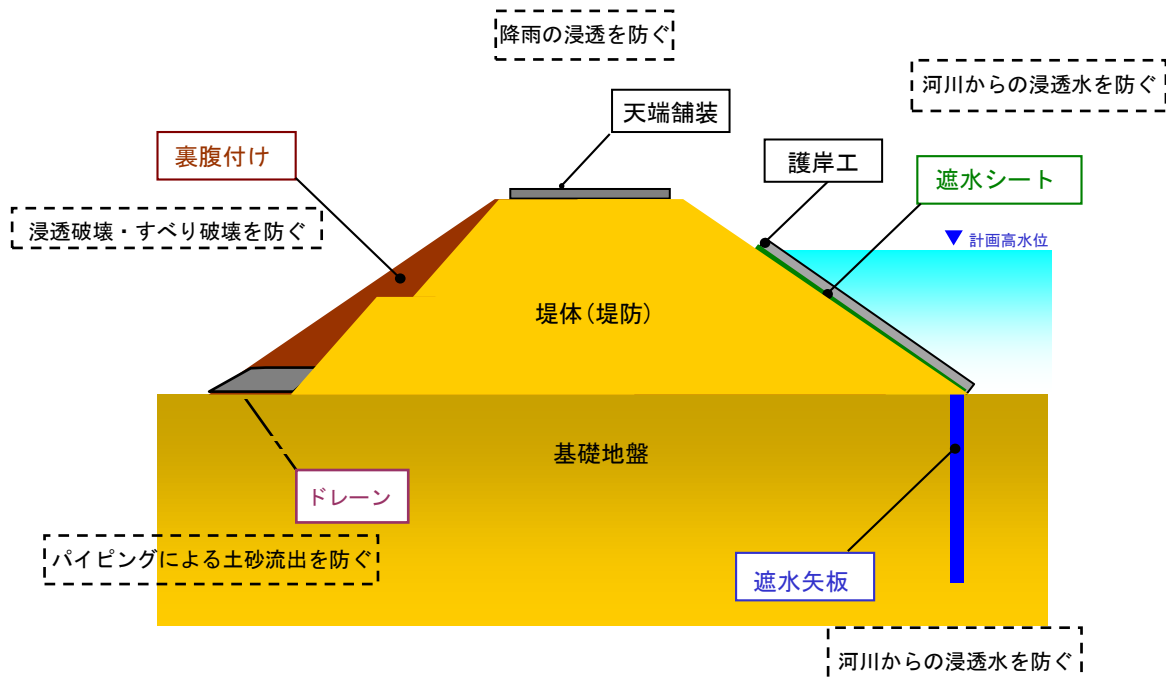 降雨の浸透を防ぐ
河川からの浸透水を防ぐ
天端舗装
裏腹付け
護岸工
遮水シート
浸透破壊・すべり破壊を防ぐ
計画高水位
堤体(堤防)
基礎地盤
ドレーン
パイピングによる土砂流出を防ぐ
遮水矢板
河川からの浸透水を防ぐ